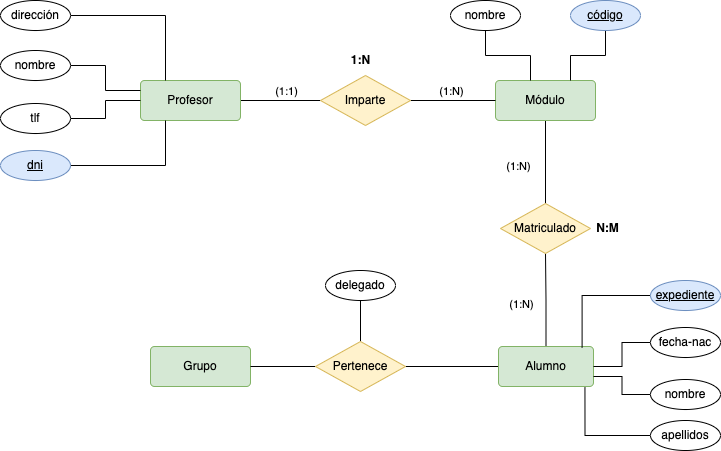 dirección
nombre
código
nombre
1:N
Profesor
(1:1)
Imparte
(1:N)
Módulo
tlf
dni
(1:N)
Matriculado
N:M
delegado
(1:N)
expediente
fecha-nac
Grupo
Pertenece
Alumno
nombre
apellidos